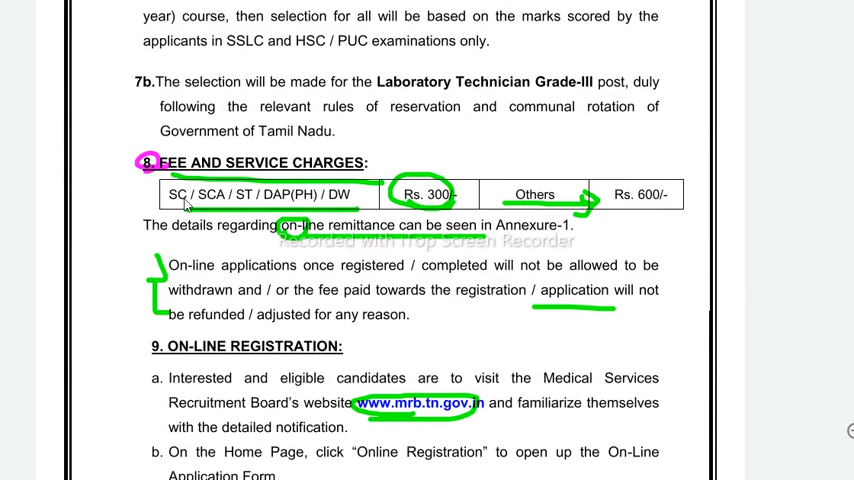 year) course, then selection for all will be based on the marks scored by the
applicants in SSLC and HSC / PUC examinations only.
7b.The selection will be made for the Laboratory Technician Grade-III post, duly
following the relevant rules of reservation and communal rotation of
Government of Tamil Nadu.
8. FEE AND SERVICE CHARGES:
SC / SCA / ST / DAP(PH) / DW Rs. 300/- Others Rs. 600/-
The details regarding on-line remittance can be seen in Annexure-1.
Recorded with iTop Screen Recorder
On-line applications once registered / completed will not be allowed to be
withdrawn and / or the fee paid towards the registration / application will not
be refunded / adjusted for any reason.
9. ON-LINE REGISTRATION:
a. Interested and eligible candidates are to visit the Medical Services
Recruitment Board's website www.mrb.tn.gov.in and familiarize themselves
with the detailed notification.
b. On the Home Page, click “Online Registration” to open up the On-Line
Application Form